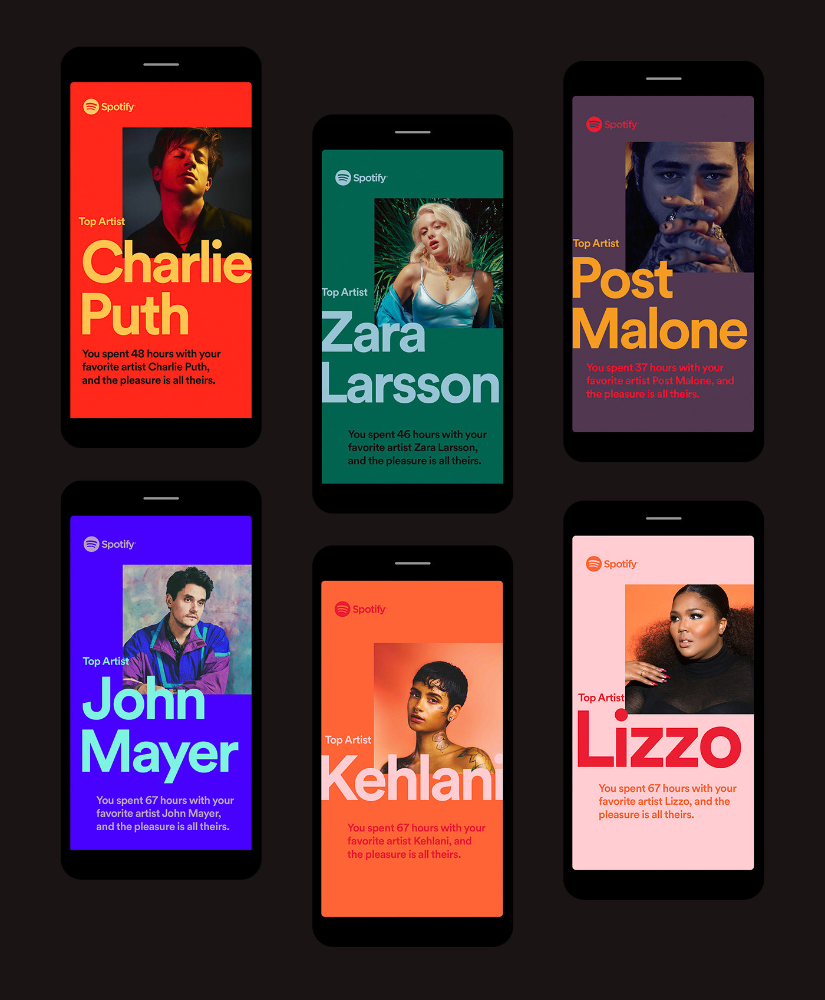 Spotify
Top Artist
Charlie
Puth
You spent 48 hours with your
favorite artist Charlie Puth,
and the pleasure is all theirs.
Spotify
Top Artist
Zara
Larsson
You spent 46 hours with your
favorite artist Zara Larsson,
and the pleasure is all theirs.
Spotify
Top Artist
Post
Malone
You spent 37 hours with your
favorite artist Post Malone, and
the pleasure is all theirs.
Spotify
Top Artist
John
Mayer
You spent 67 hours with your
favorite artist John Mayer,
and the pleasure is all theirs.
Spotify
Top Artist
Kehlani
You spent 67 hours with your
favorite artist Kehlani, and
the pleasure is all theirs.
Spotify
Top Artist
Lizzo
You spent 67 hours with your
favorite artist Lizzo, and the
pleasure is all theirs.